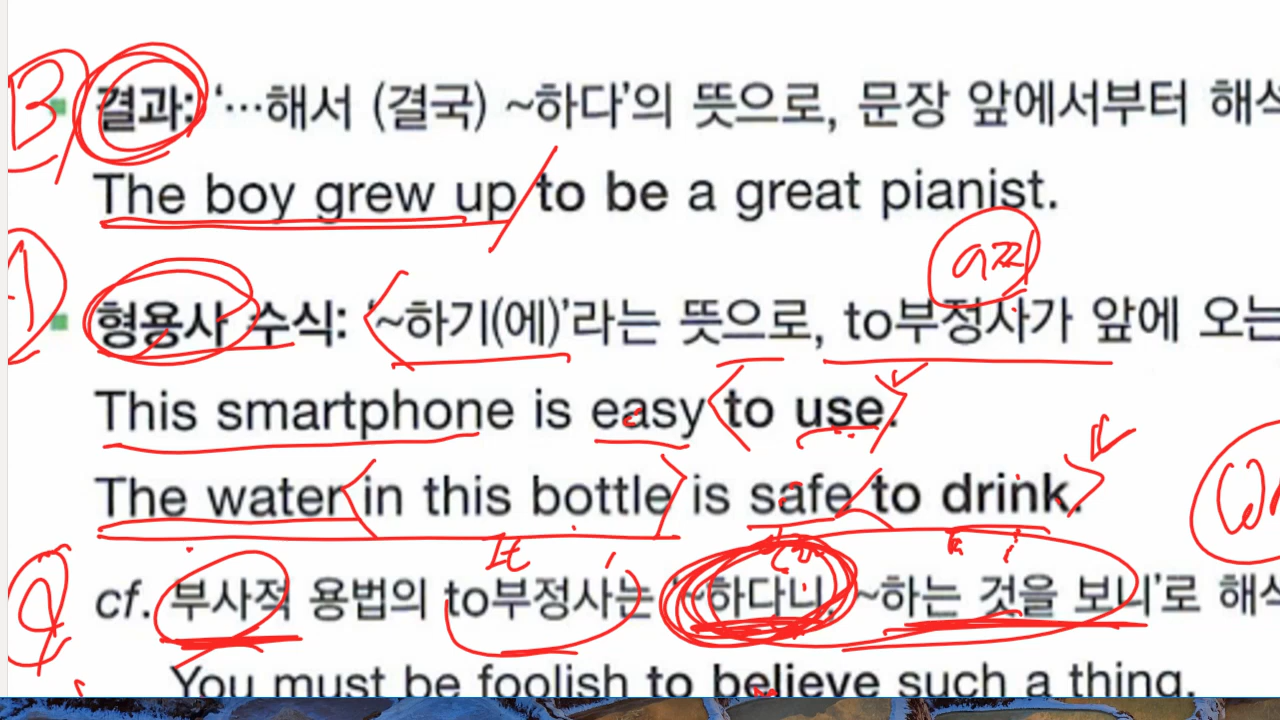 B
결과: '…해서 (결국) ~하다'의 뜻으로, 문장 앞에서부터 해석
The boy grew up to be a great pianist.
형용사 수식: '~하기(에)'라는 뜻으로, to부정사가 앞에 오는
This smartphone is easy to use.
The water in this bottle is safe to drink.
It
cf. 부사적 용법의 to부정사는 '~하다니, ~하는 것을 보니'로 해석
You must be foolish to believe such a thing.